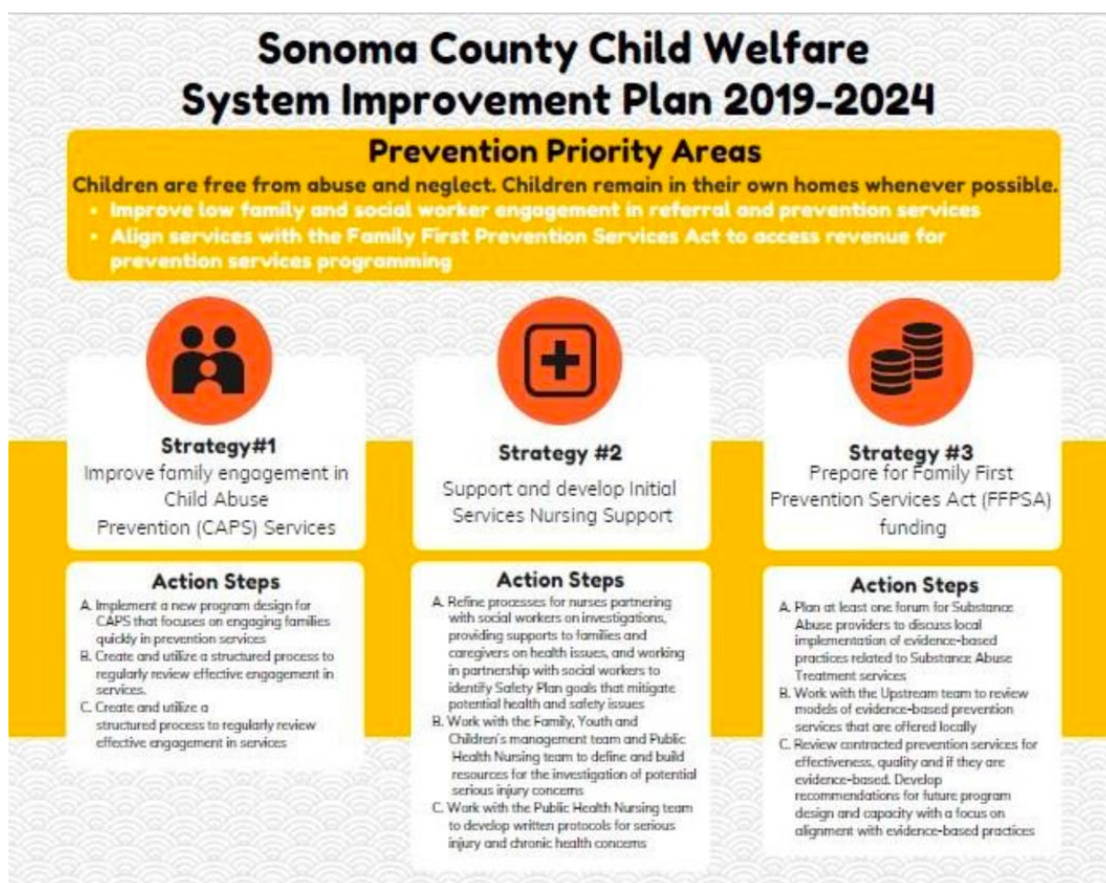 Sonoma County Child Welfare
System Improvement Plan 2019-2024
Prevention Priority Areas
Children are free from abuse and neglect. Children remain in their own homes whenever possible.
• Improve low family and social worker engagement in referral and prevention services
• Align services with the Family First Prevention Services Act to access revenue for
prevention services programming
Strategy#1
Improve family engagement in
Child Abuse
Prevention (CAPS) Services
Action Steps
A. Implement a new program design for
CAPS that focuses on engaging families
quickly in prevention services
B. Create and utilize a structured process to
regularly review effective engagement in
services.
C. Create and utilize a
structured process to regularly review
effective engagement in services
Strategy #2
Support and develop Initial
Services Nursing Support
Action Steps
A. Refine processes for nurses partnering
with social workers on investigations,
providing supports to families and
caregivers on health issues, and working
in partnership with social workers to
identify Safety Plan goals that mitigate
potential health and safety issues
B. Work with the Family, Youth and
Children's management team and Public
Health Nursing team to define and build
resources for the investigation of potential
serious injury concerns
C. Work with the Public Health Nursing team
to develop written protocols for serious
injury and chronic health concerns
Strategy #3
Prepare for Family First
Prevention Services Act (FFPSA)
funding
Action Steps
A. Plan at least one forum for Substance
Abuse providers to discuss local
implementation of evidence-based
practices related to Substance Abuse
Treatment services
B. Work with the Upstream team to review
models of evidence-based prevention
services that are offered locally
C. Review contracted prevention services for
effectiveness, quality and if they are
evidence-based. Develop
recommendations for future program
design and capacity with a focus on
alignment with evidence-based practices